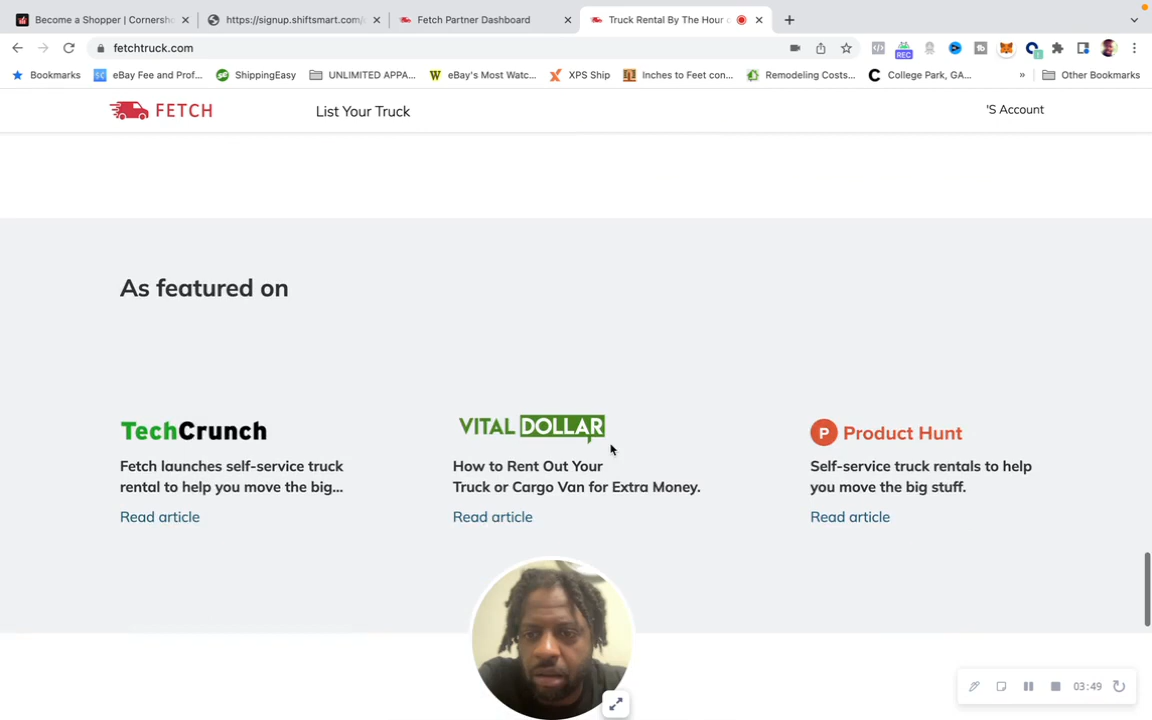 Become a Shopper | Cornersho
https://signup.shiftsmart.com/
Fetch Partner Dashboard
Truck Rental By The Hour o
fetchtruck.com
REC
Bookmarks
eBay Fee and Prof...
ShippingEasy
UNLIMITED APPA...
W eBay's Most Watc...
XPS Ship
Inches to Feet con...
Remodeling Costs...
College Park, GA...
»
Other Bookmarks
FETCH
List Your Truck
'S Account
As featured on
TechCrunch
VITAL DOLLAR
P Product Hunt
Fetch launches self-service truck
rental to help you move the big...
How to Rent Out Your
Truck or Cargo Van for Extra Money.
Self-service truck rentals to help
you move the big stuff.
Read article
Read article
Read article
03:49